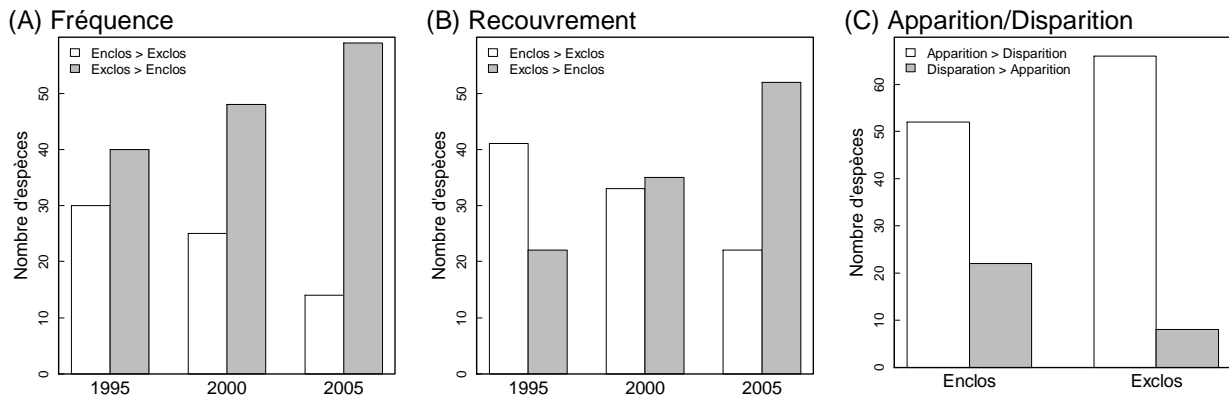 (A) Fréquence
Enclos > Exclos
Exclos > Enclos
Nombre d'espèces
0
10
20
30
40
50
1995
2000
2005
(B) Recouvrement
Enclos > Exclos
Exclos > Enclos
Nombre d'espèces
0
10
20
30
40
50
1995
2000
2005
(C) Apparition/Disparition
Apparition > Disparition
Disparation > Apparition
Nombre d'espèces
0
10
20
30
40
50
60
Enclos
Exclos